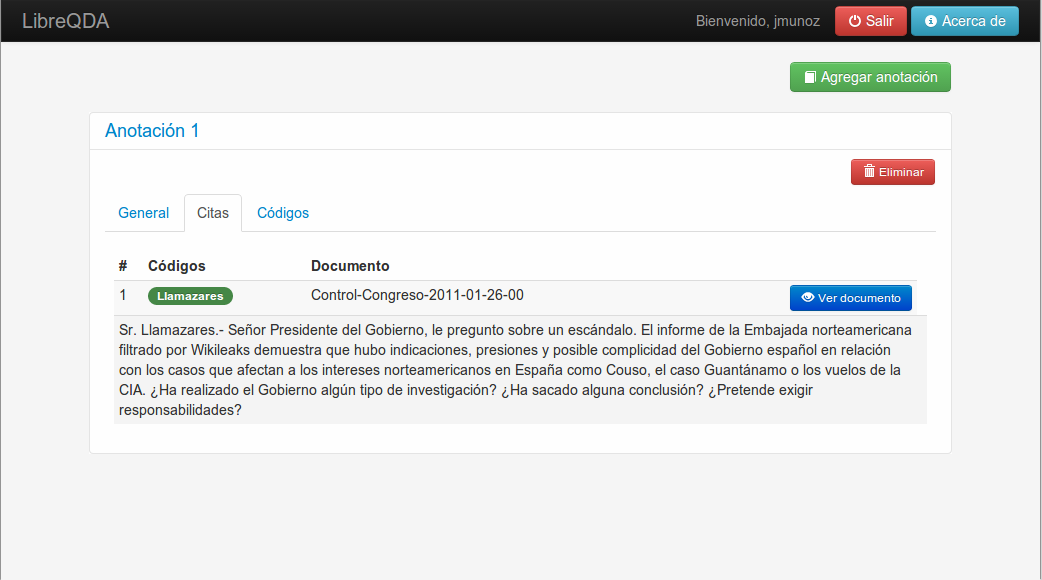 LibreQDA Bienvenido, jmunoz Salir Acerca de
Agregar anotación
Anotación 1
Eliminar
General Citas Códigos
# Códigos Documento
1 Llamazares Control-Congreso-2011-01-26-00 Ver documento
Sr. Llamazares.- Señor Presidente del Gobierno, le pregunto sobre un escándalo. El informe de la Embajada norteamericana
filtrado por Wikileaks demuestra que hubo indicaciones, presiones y posible complicidad del Gobierno español en relación
con los casos que afectan a los intereses norteamericanos en España como Couso, el caso Guantánamo o los vuelos de la
CIA. ¿Ha realizado el Gobierno algún tipo de investigación? ¿Ha sacado alguna conclusión? ¿Pretende exigir
responsabilidades?